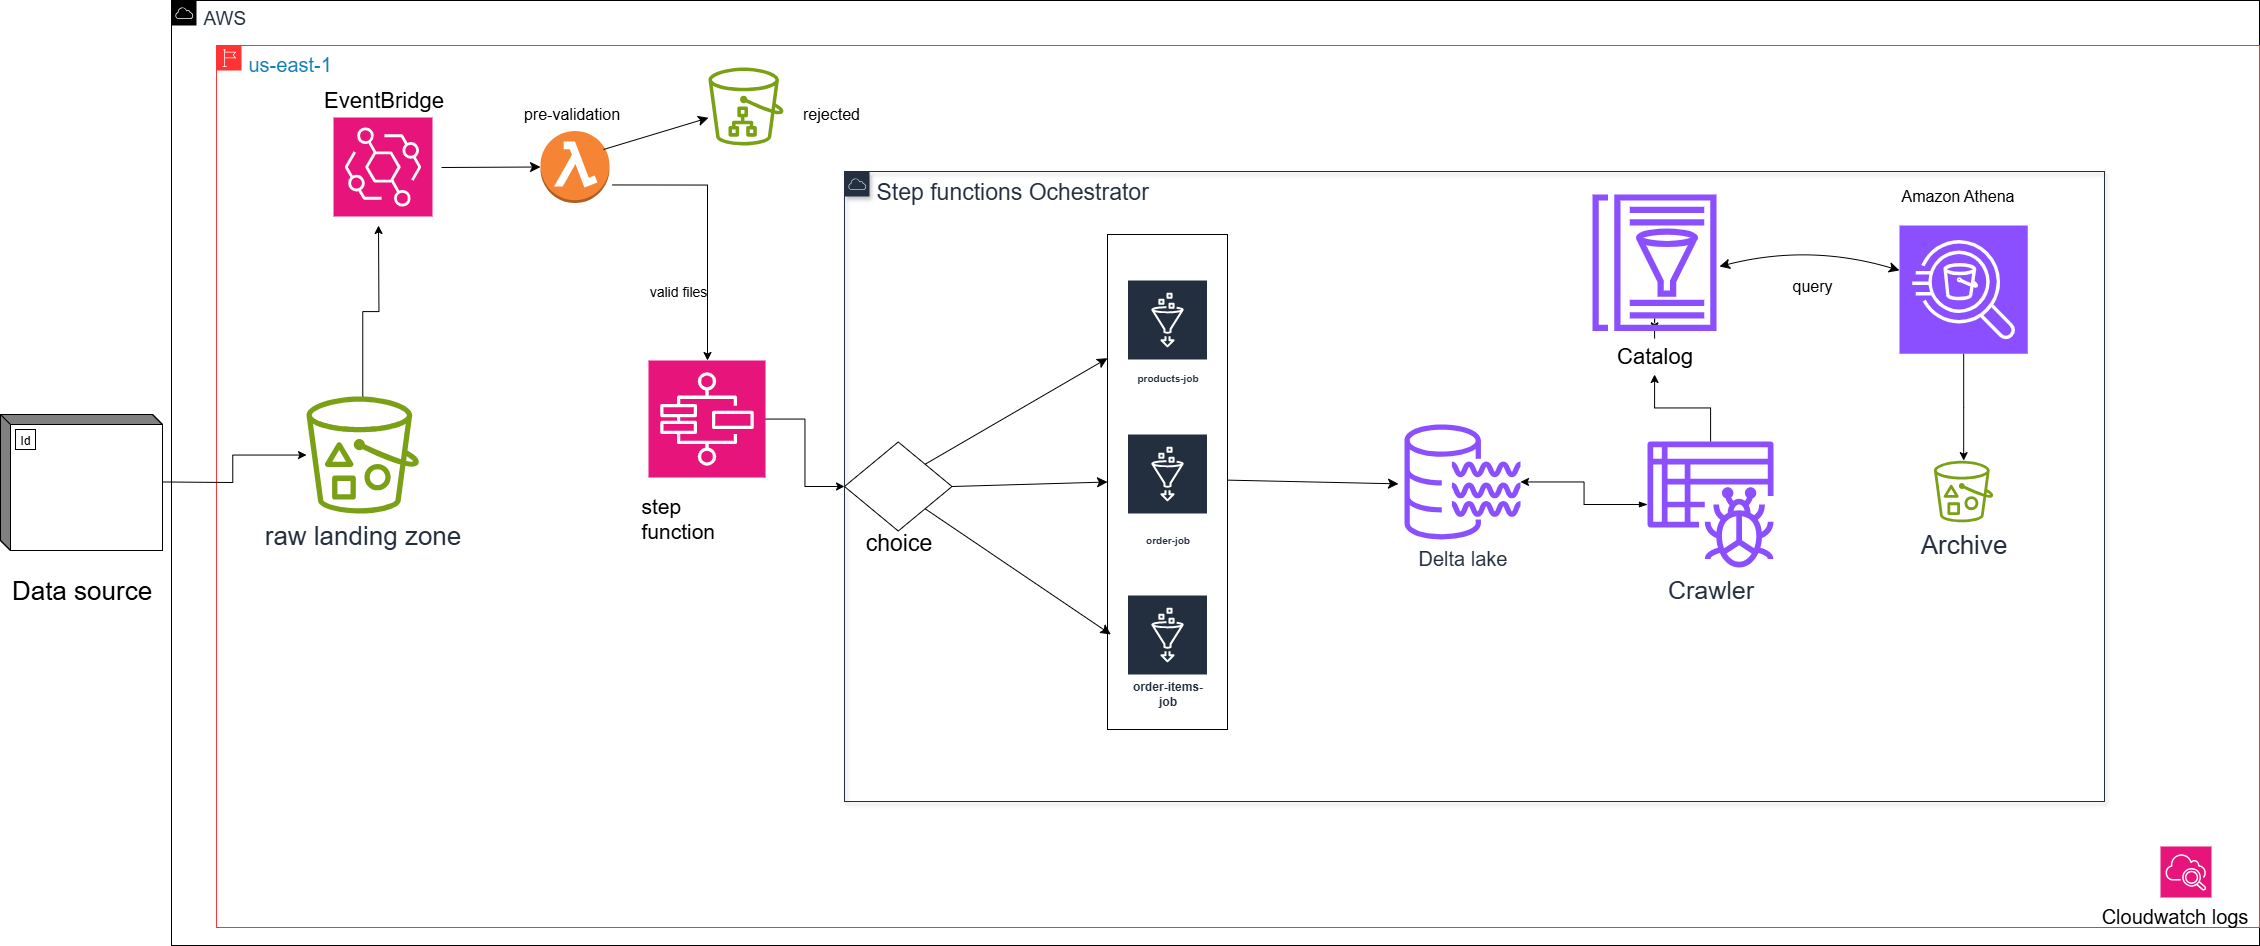 AWS
us-east-1
EventBridge
pre-validation
rejected
Step functions Ochestrator
Amazon Athena
query
valid files
Catalog
products-job
Id
step
function
raw landing zone
choice
order-job
Delta lake
Archive
Data source
Crawler
order-items-
job
Cloudwatch logs